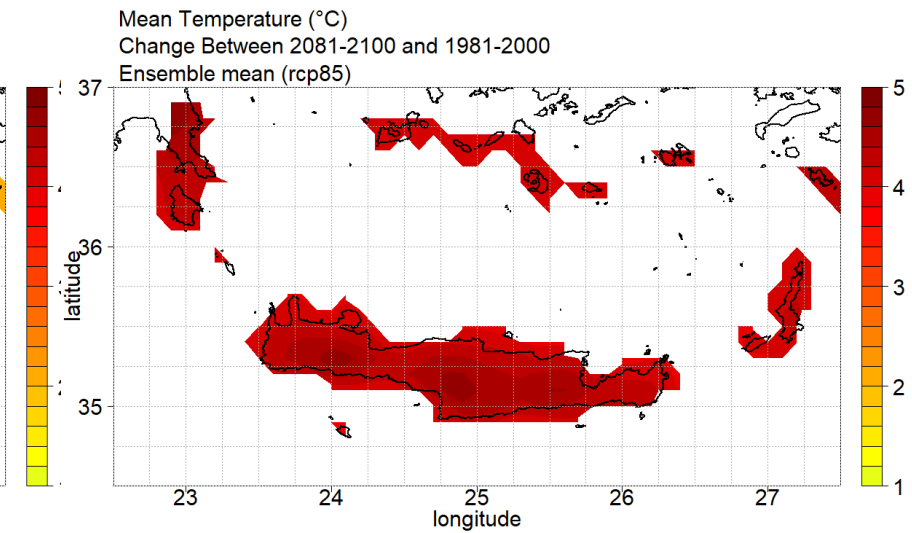 Mean Temperature (°C)
Change Between 2081-2100 and 1981-2000
Ensemble mean (rcp85)
37
36
35
latitude
23
24
25
26
27
longitude
5
4
3
2
1